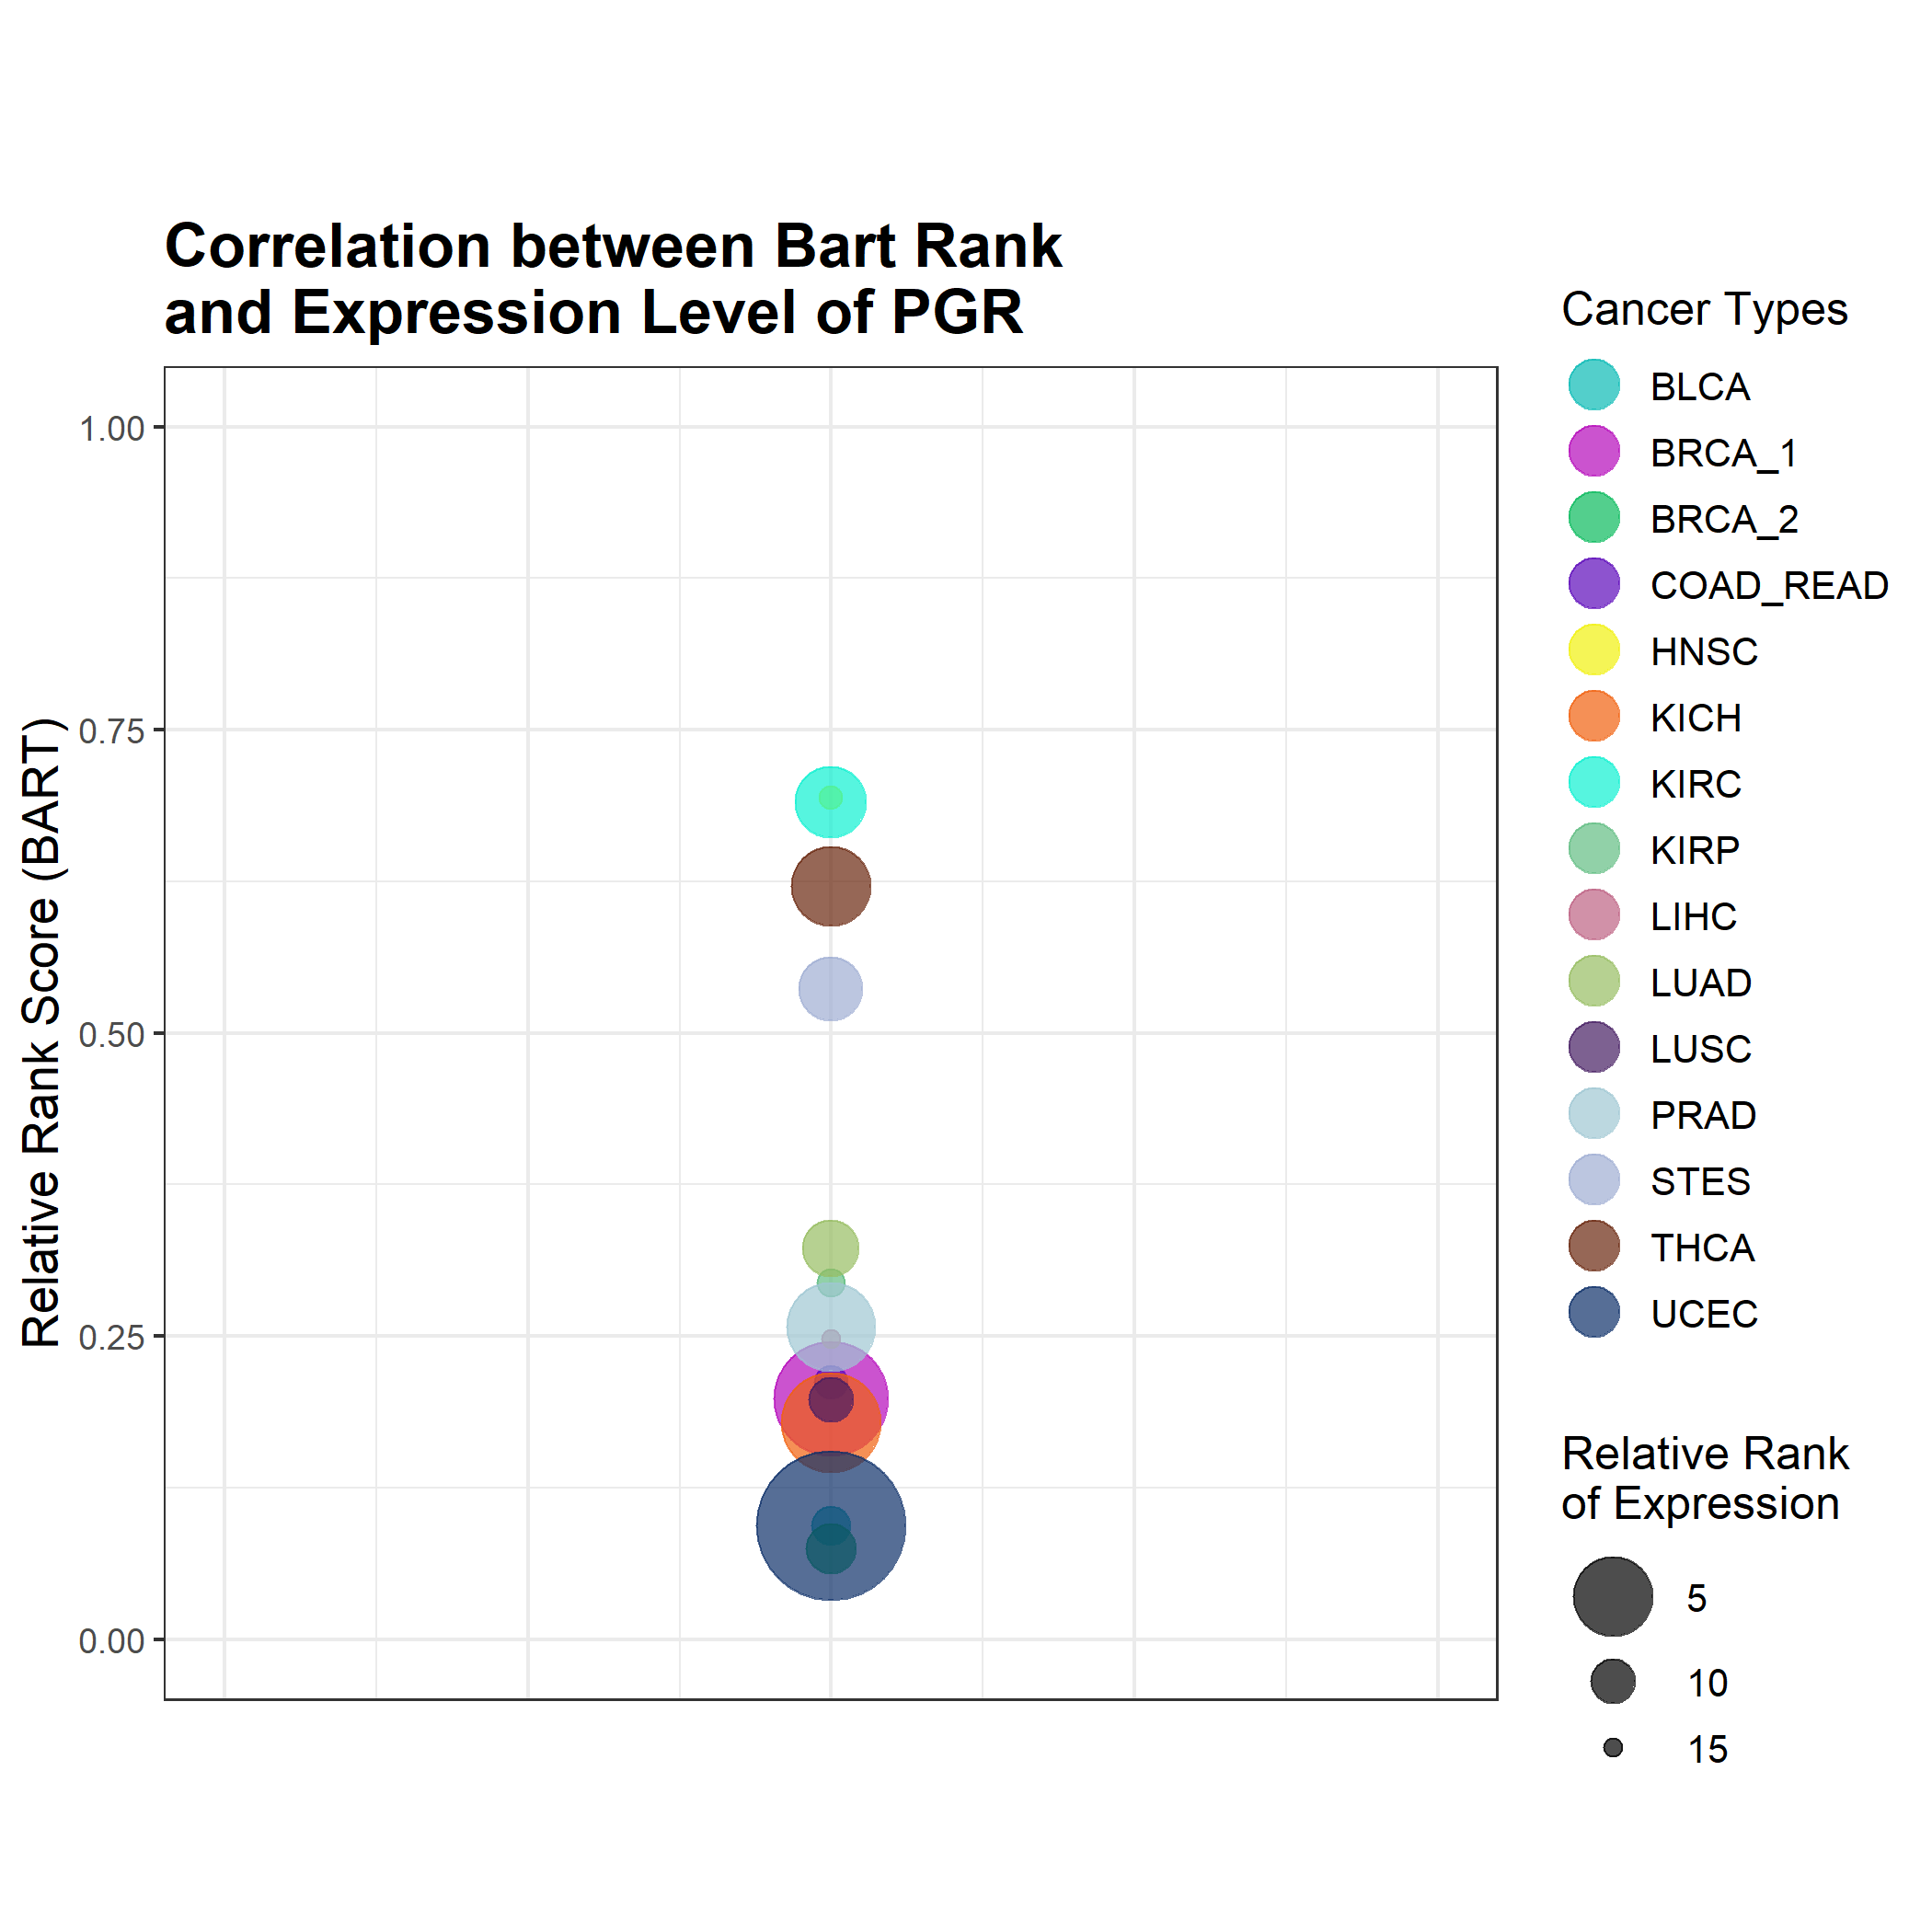 Correlation between Bart Rank
and Expression Level of PGR
Relative Rank Score (BART)
1.00
0.75
0.50
0.25
0.00
Cancer Types
BLCA
BRCA_1
BRCA_2
COAD_READ
HNSC
KICH
KIRC
KIRP
LIHC
LUAD
LUSC
PRAD
STES
THCA
UCEC
Relative Rank
of Expression
5
10
15